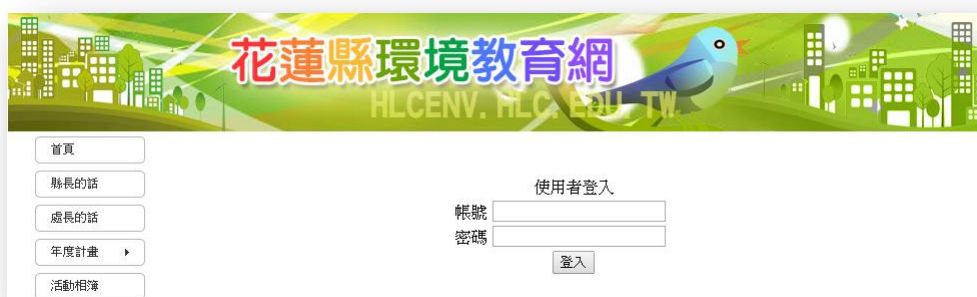 花蓮縣環境教育網
HLCENV.HLC.EDU.TW
首頁
縣長的話
處長的話
年度計畫
活動相簿
使用者登入
帳號
密碼
登入